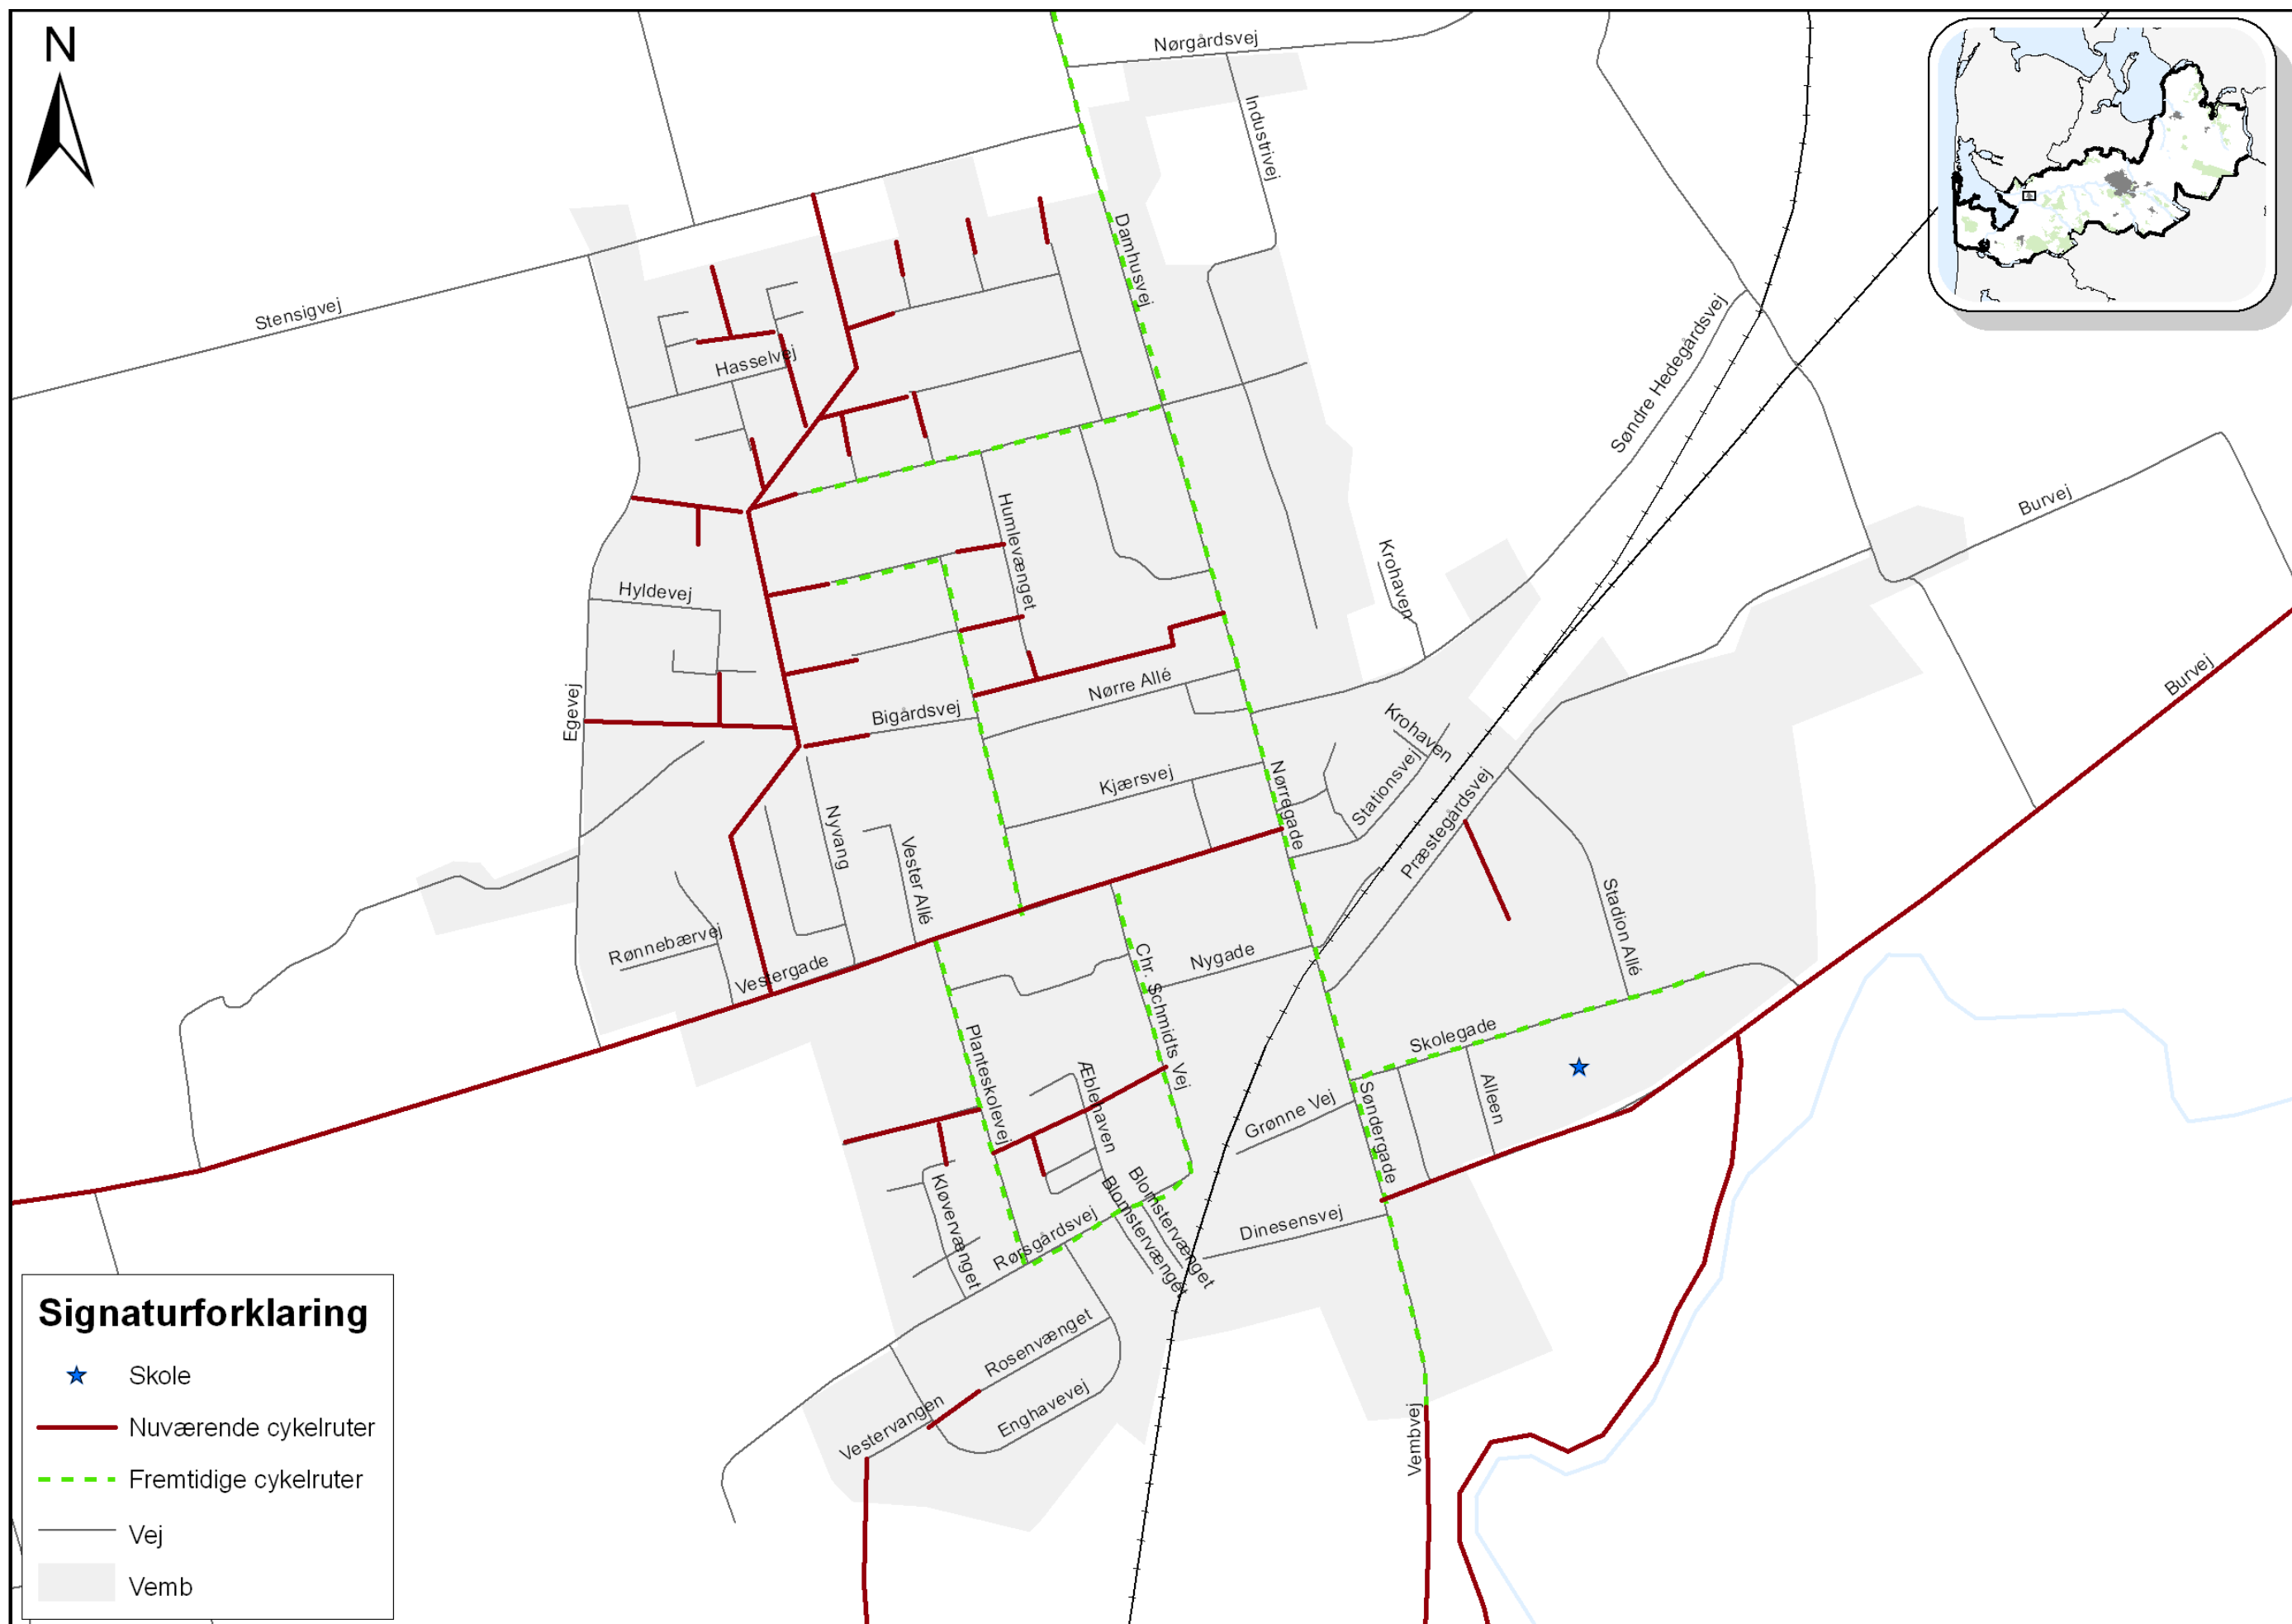 N
Nørgårdsvej
Industrivej
Damhusvej
Stensigvej
Hasselvej
Søndre Hedegårdsvej
Burvej
Humlevænget
Krohaven
Hyldevej
Egevej
Bigårdsvej
Nørre Allé
Burvej
Krohaven
Stationsvej
Kjærsvej
Nørregade
Præstegårdsvej
Nyvang
Vester Allé
Stadion Allé
Rønnebærvej
Vestergade
Chr. Schmidts Vej
Nygade
Planteskolevej
Skolegade
Æblehaven
Alleen
Grønne Vej
Søndergade
Kløvervænget
Blomstervænget
Blomstervænget
Rørsgårdsvej
Dinesensvej
Rosenvænget
Vestervangen
Enghavevej
Vembvej
Signaturforklaring
Skole
Nuværende cykelruter
Fremtidige cykelruter
Vej
Vemb